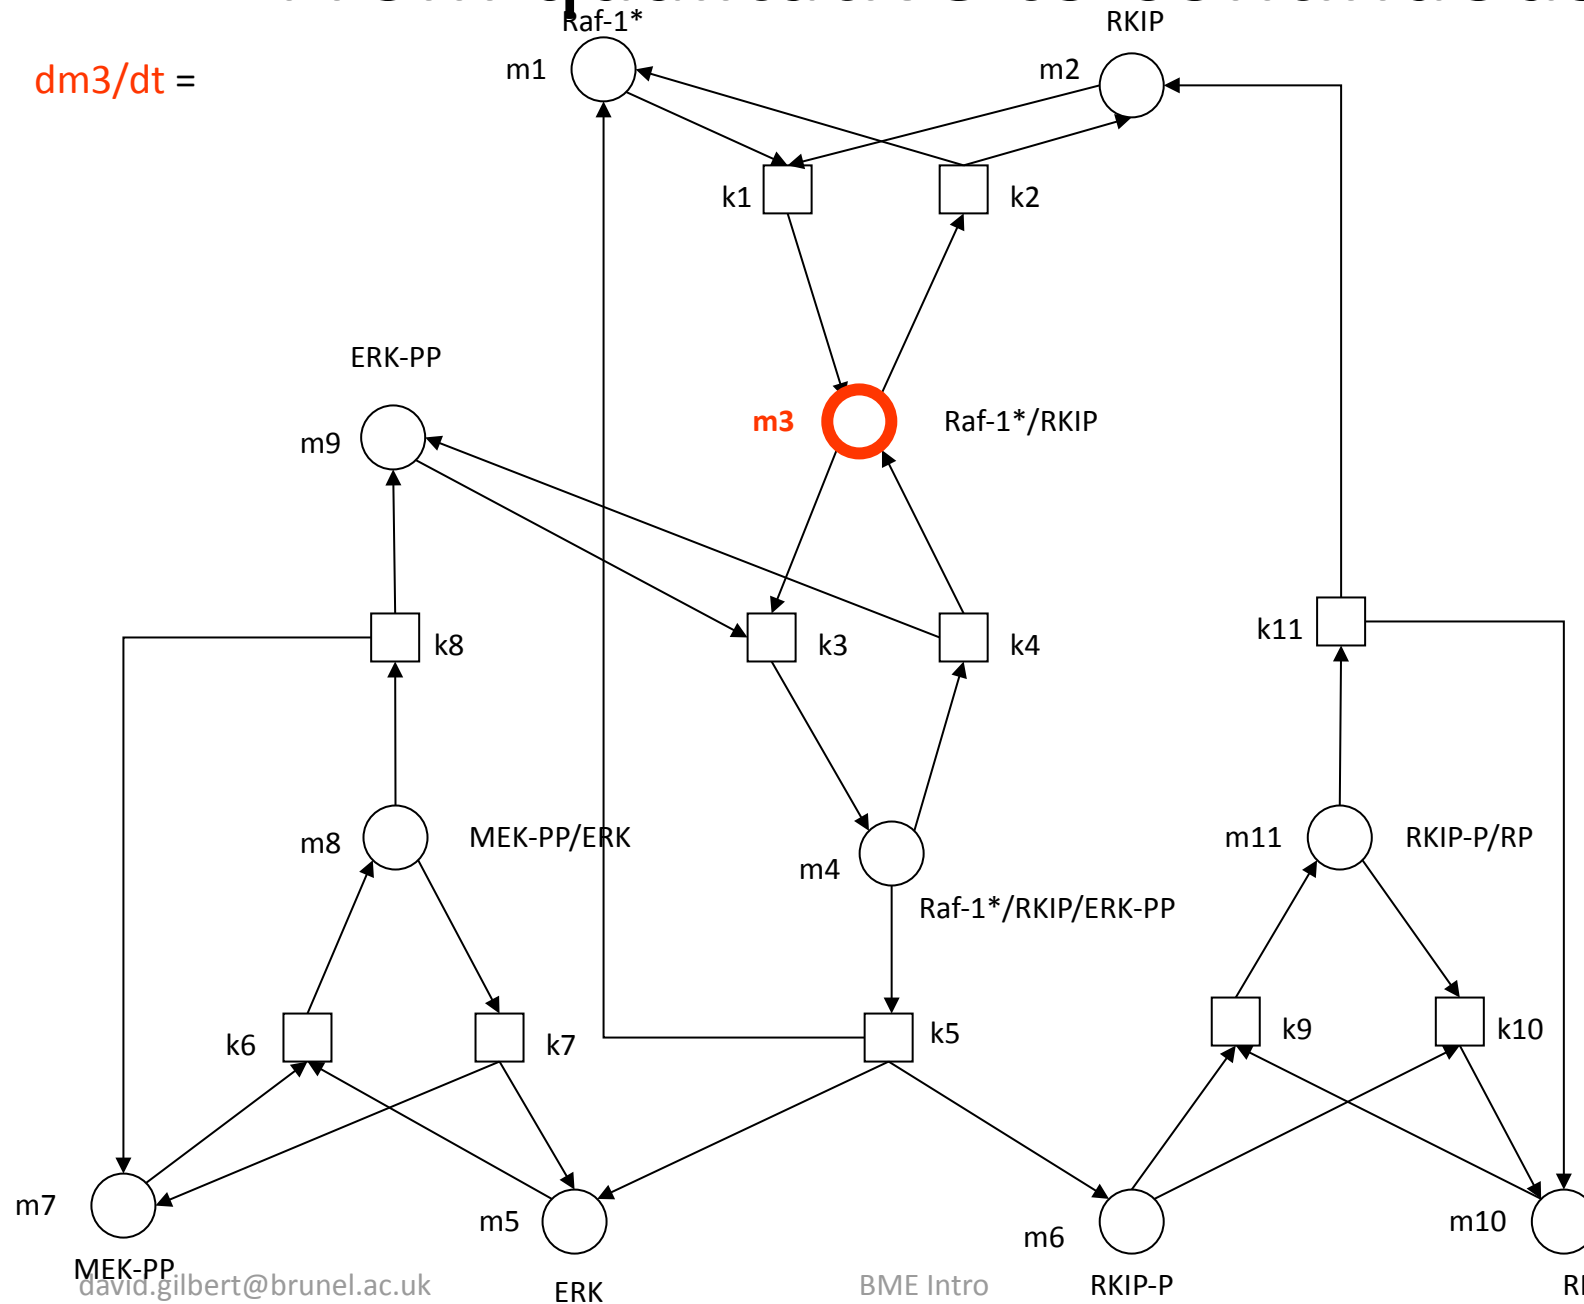 Raf-1*
RKIP
dm3/dt =
m1
m2
k1
k2
ERK-PP
m9
m3
Raf-1*/RKIP
k8
k3
k4
k11
m8
MEK-PP/ERK
m4
Raf-1*/RKIP/ERK-PP
m11
RKIP-P/RP
k6
k7
k5
k9
k10
m7
m5
m6
m10
MEK-PP
ERK
RKIP-P
david.gilbert@brunel.ac.uk
BME Intro